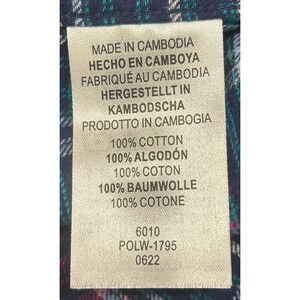 MADE IN CAMBODIA
HECHO EN CAMBOYA
FABRIQUÉ AU CAMBODIA
HERGESTELLT IN
KAMBODSCHA
PRODOTTO IN CAMBOGIA
100% COTTON
100% ALGODÓN
100% COTON
100% BAUMWOLLE
100% COTONE
6010
POLW-1795
0622